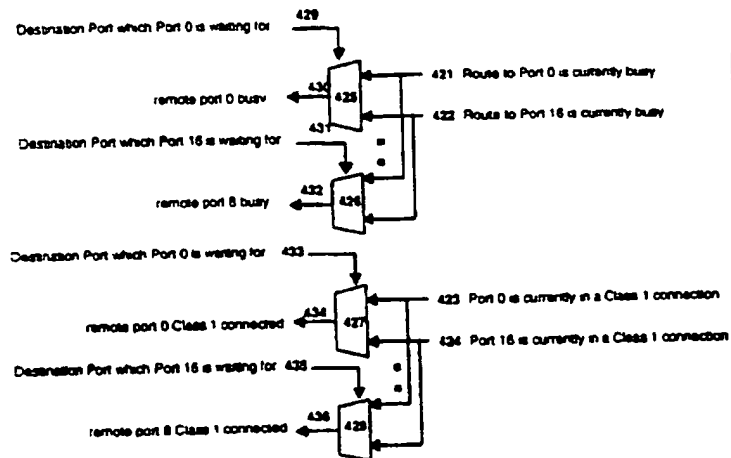 429
Destination Port which Port 0 is waiting for
421 Route to Port 0 is currently busy
430
425
remote port 0 busy
422 Route to Port 16 is currently busy
431
Destination Port which Port 16 is waiting for
432
426
remote port 8 busy
Destination Port which Port 0 is waiting for 433
423 Port 0 is currently in a Class 1 connection
434
427
remote port 0 Class 1 connected
424 Port 16 is currently in a Class 1 connection
Destination Port which Port 16 is waiting for 435
436
428
remote port 8 Class 1 connected